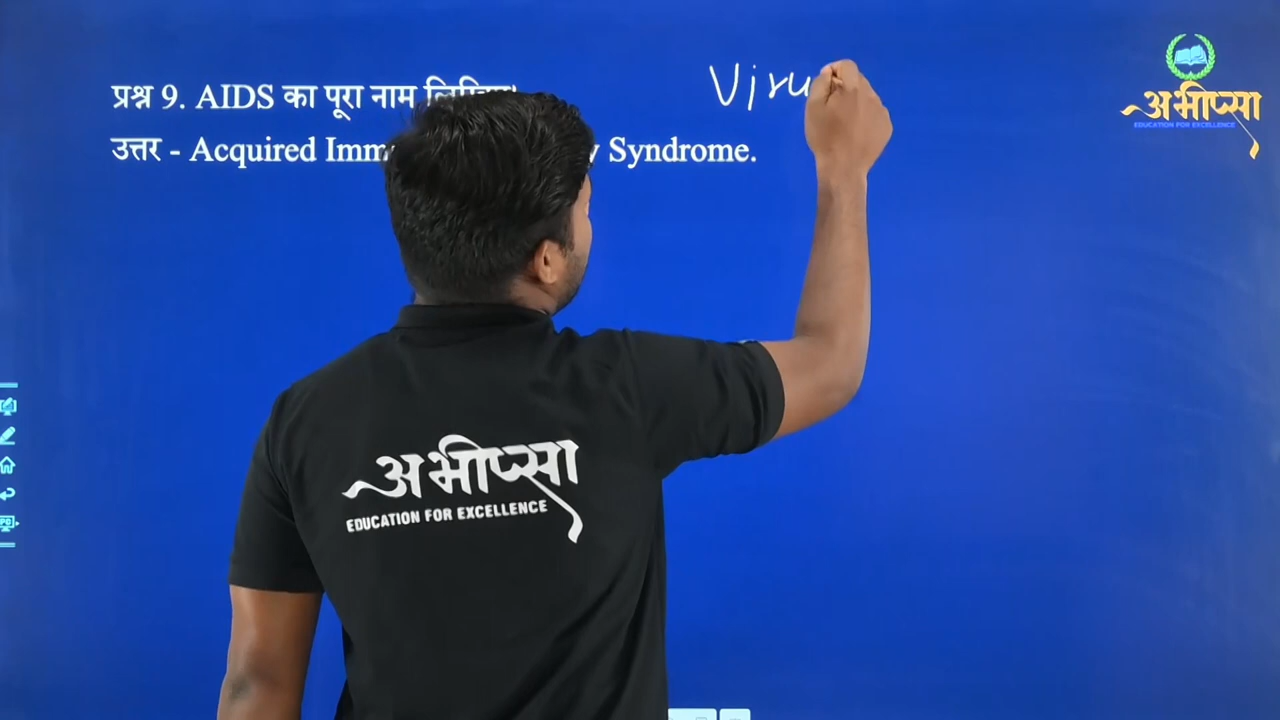 प्रश्न 9. AIDS का पूरा नाम
Viru
उत्तर - Acquired Imm Syndrome.
अभीप्सा
EDUCATION FOR EXCELLENCE
अभीप्सा
EDUCATION FOR EXCELLENCE